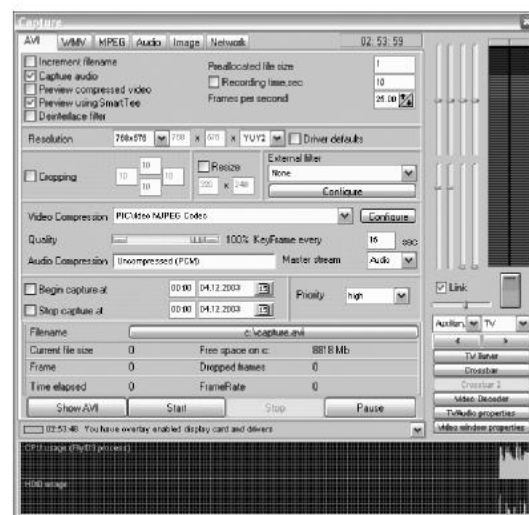 Capture
AVI WMV MPEG Audio Image Network 02:53:59
Increment filename
Capture audio
Preview compressed video
Preview using SmartTee
Deinterlace filter
Preallocated file size 1
Recording time, sec 10
Frames per second 25.00
Resolution 768x576 768 x 576 x YUY2 Driver defaults
Cropping 10 10 10 10
Resize 320 x 240
External filter
None
Configure
Video Compression PICVideo MJPEG Codec Configure
Quality 100% KeyFrame every 15 sec
Audio Compression Uncompressed (PCM) Master stream Audio
Begin capture at 00:00 04.12.2003
Stop capture at 00:00 04.12.2003
Priority high
Filename c:\capture.avi
Current file size 0 Free space on c: 8818 Mb
Frame 0 Dropped frames 0
Time elapsed 0 FrameRate 0
Show AVI Start Stop Pause
02:53:48 You have overlay enabled display card and drivers
Link
TV
TV Tuner
Crossbar
Crossbar 2
Video Decoder
TVAudio properties
Video window properties
CPU usage (FlyDS process)
HDD usage